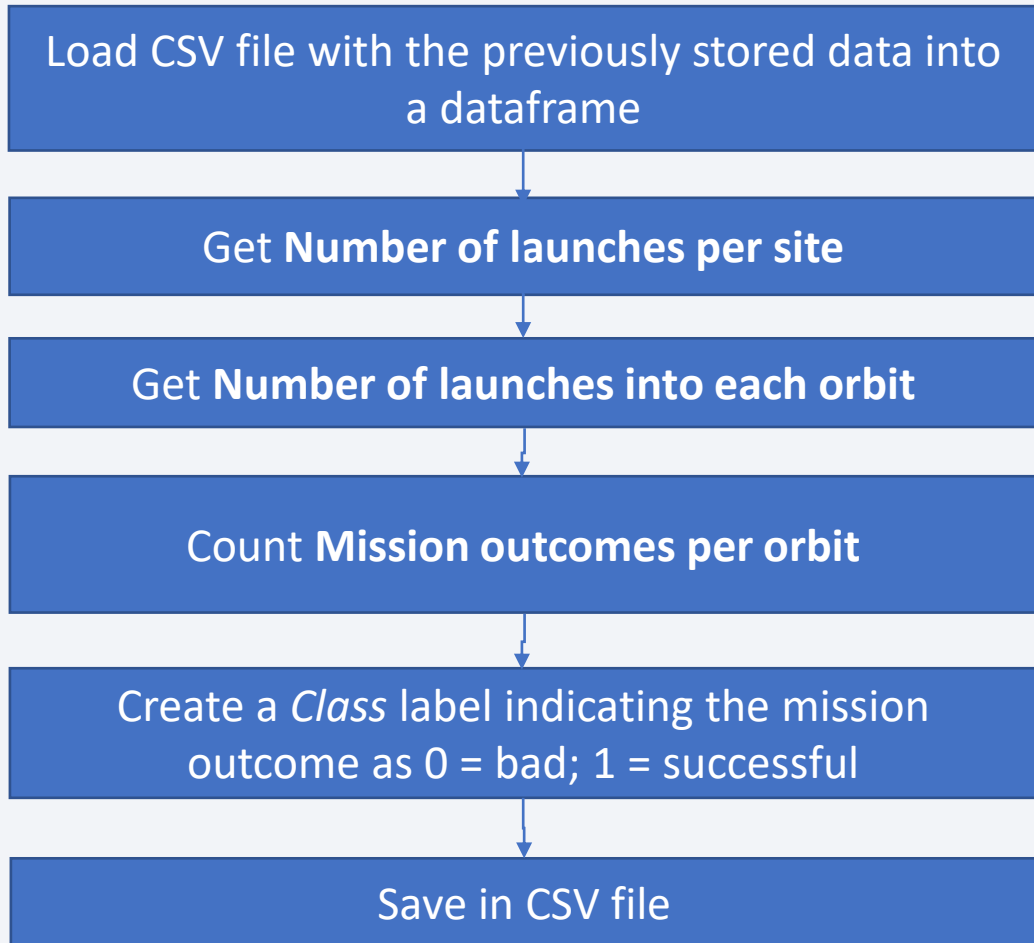 Load CSV file with the previously stored data into
a dataframe
Get Number of launches per site
Get Number of launches into each orbit
Count Mission outcomes per orbit
Create a Class label indicating the mission
outcome as 0 = bad; 1 = successful
Save in CSV file